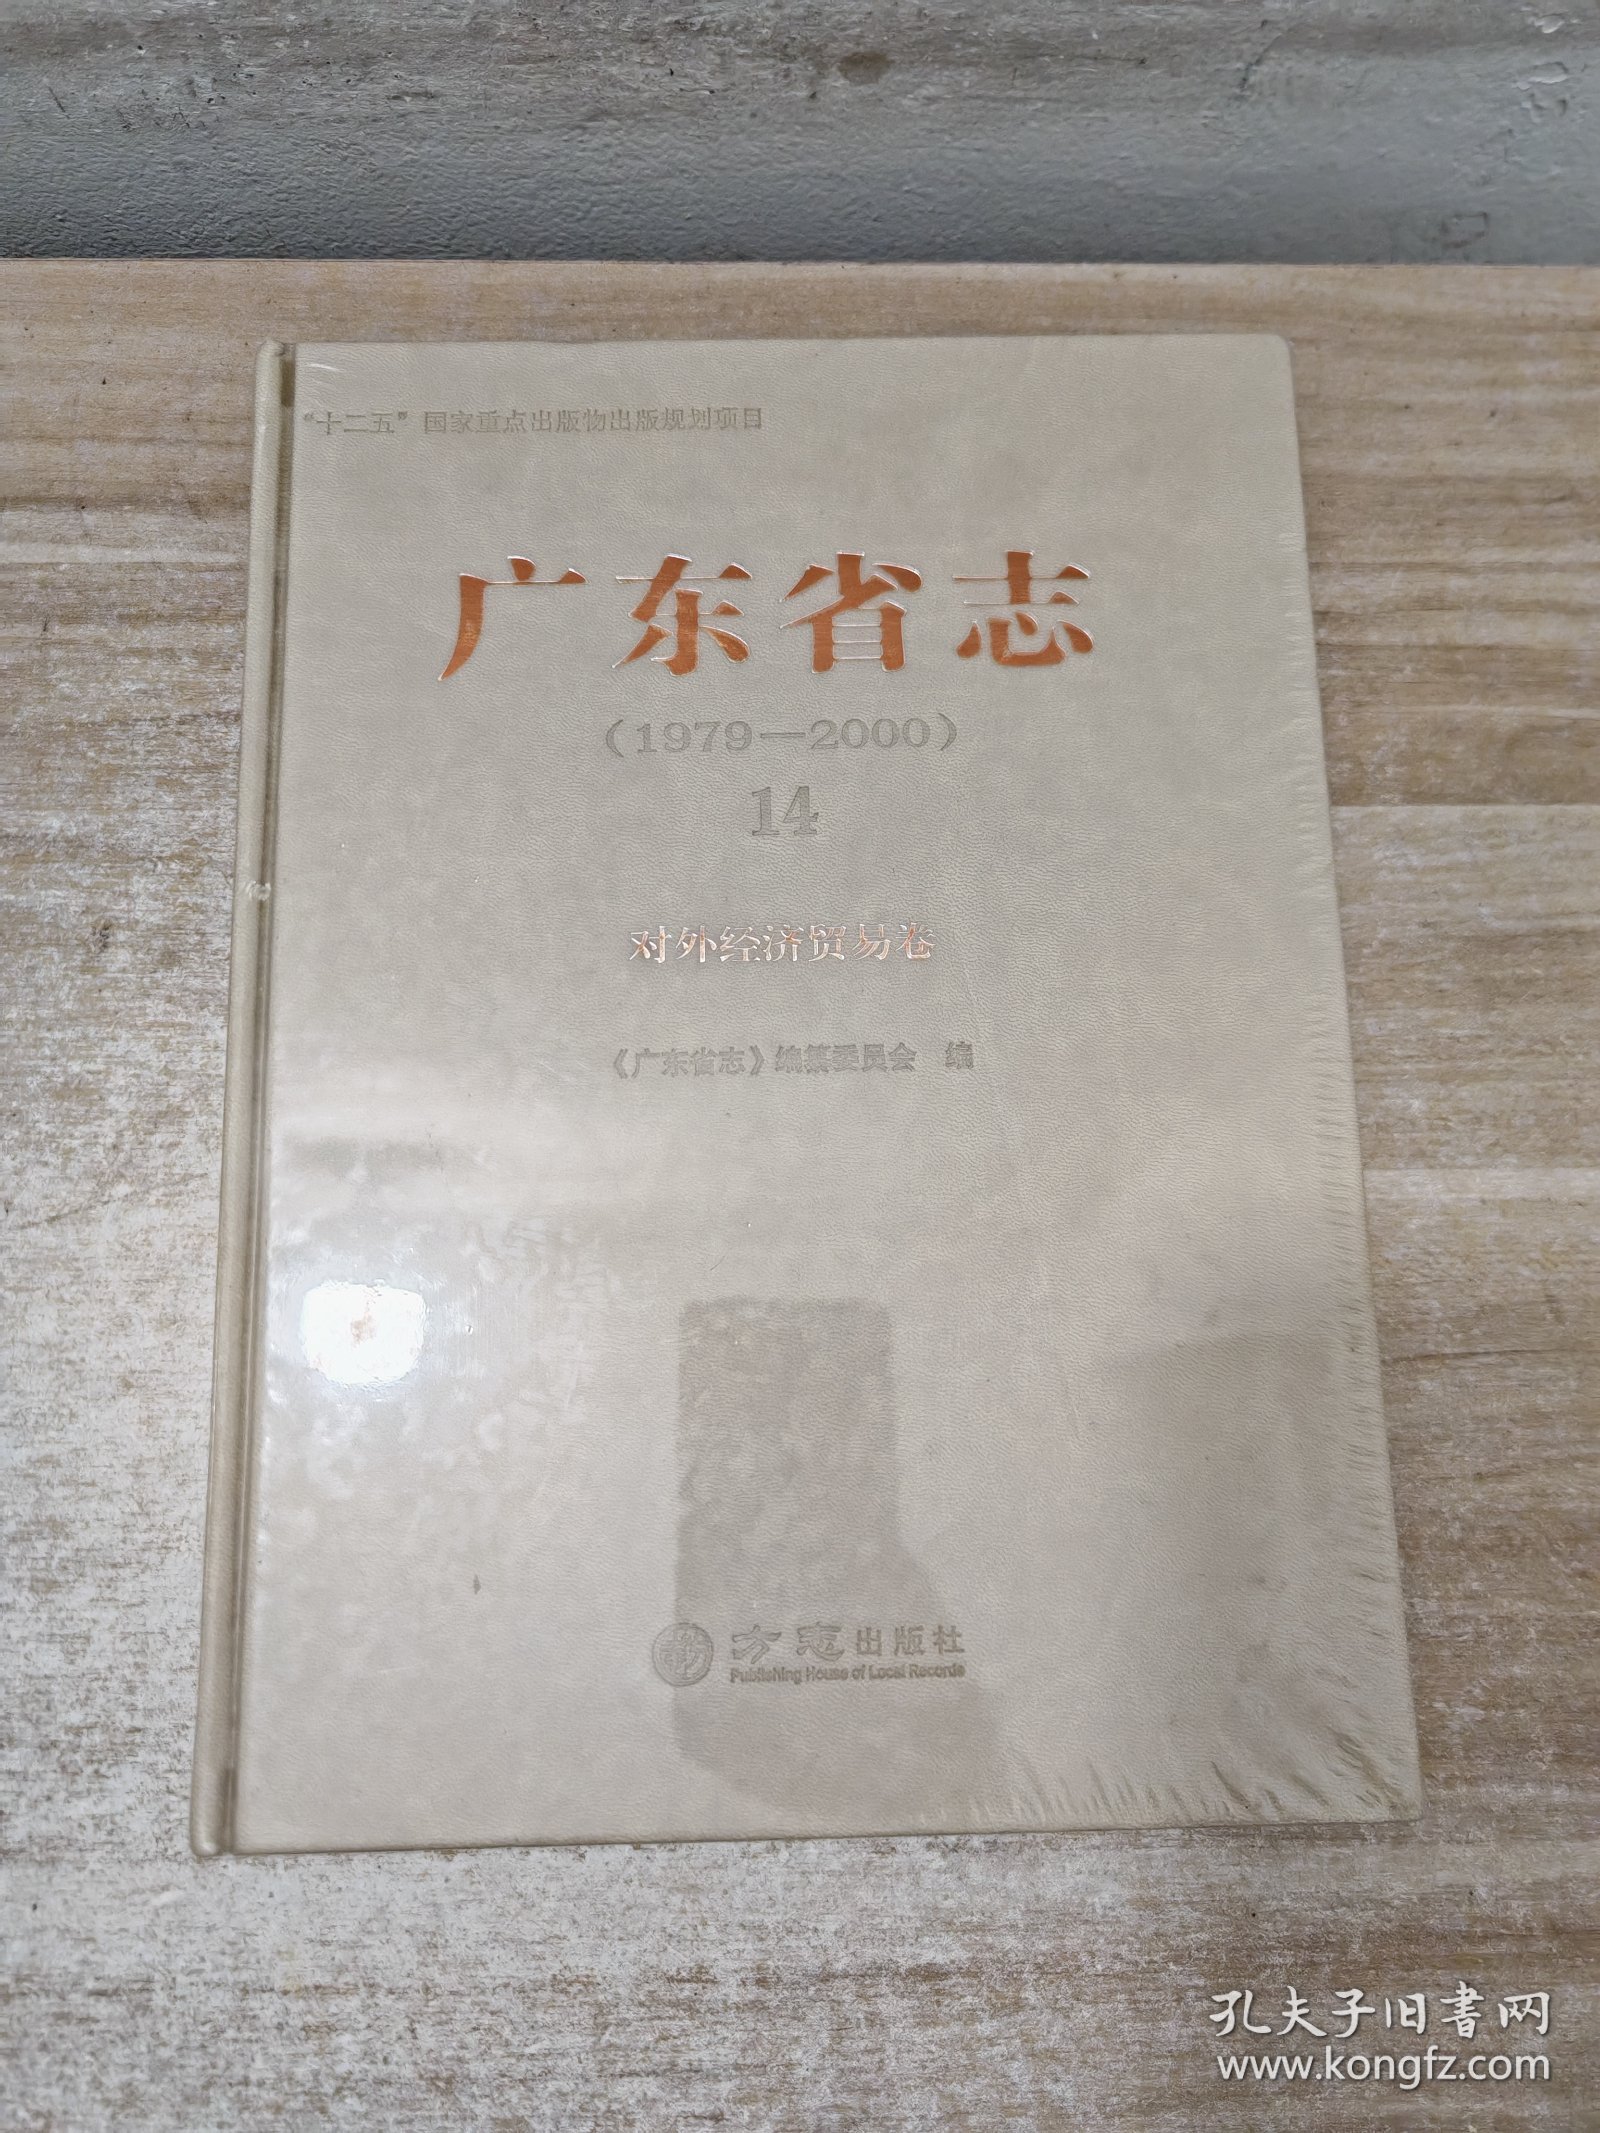 “十二五”国家重点出版物出版规划项目
广东省志
（1979—2000）
14
对外经济贸易卷
《广东省志》编纂委员会 编
方志出版社
Publishing House of Local Records
孔夫子旧书网
www.kongfz.com